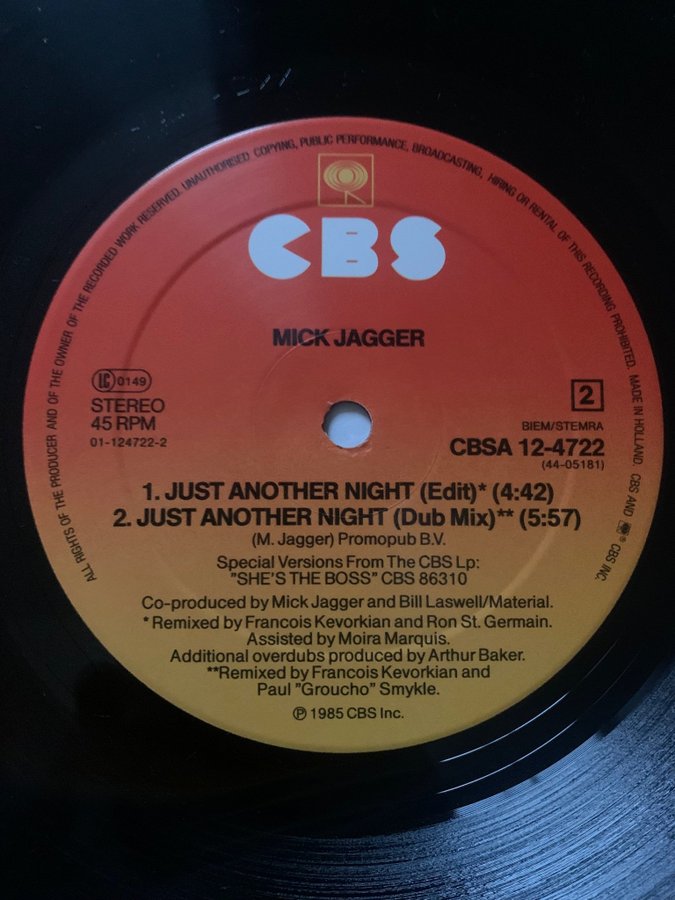 ALL RIGHTS OF THE PRODUCER AND OF THE OWNER OF THE RECORDED WORK RESERVED. UNAUTHORISED COPYING, PUBLIC PERFORMANCE, BROADCASTING, HIRING OR RENTAL OF THIS RECORDING PROHIBITED. MADE IN HOLLAND. CBS AND ® CBS INC.
CBS
MICK JAGGER
LC 0149
STEREO
45 RPM
01-124722-2
2
BIEM/STEMRA
CBSA 12-4722
(44-05181)
1. JUST ANOTHER NIGHT (Edit)* (4:42)
2. JUST ANOTHER NIGHT (Dub Mix)** (5:57)
(M. Jagger) Promopub B.V.
Special Versions From The CBS Lp:
"SHE'S THE BOSS" CBS 86310
Co-produced by Mick Jagger and Bill Laswell/Material.
* Remixed by Francois Kevorkian and Ron St. Germain.
Assisted by Moira Marquis.
Additional overdubs produced by Arthur Baker.
**Remixed by Francois Kevorkian and
Paul "Groucho" Smykle.
℗ 1985 CBS Inc.